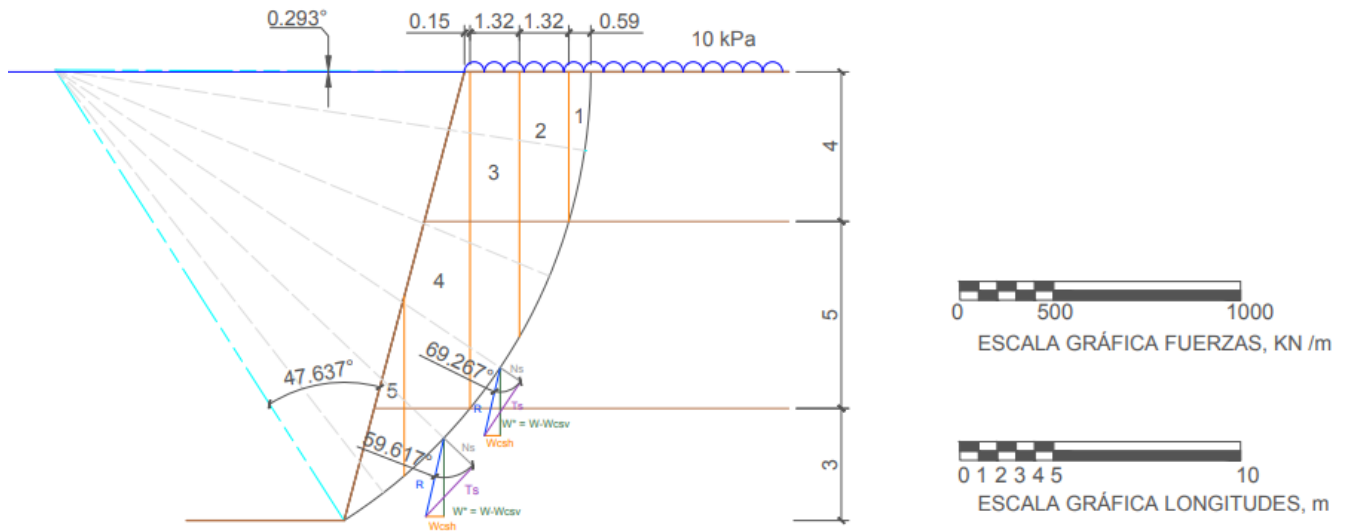 0.293°
0.15 1.32 1.32 0.59
10 kPa
1
2
3
4
4
5
47.637°
69.267°
Ns
R
Ts
W* = W-Wcsv
Wcsh
5
59.617°
Ns
R
Ts
W* = W-Wcsv
Wcsh
3
0 500 1000
ESCALA GRÁFICA FUERZAS, KN /m
0 1 2 3 4 5 10
ESCALA GRÁFICA LONGITUDES, m